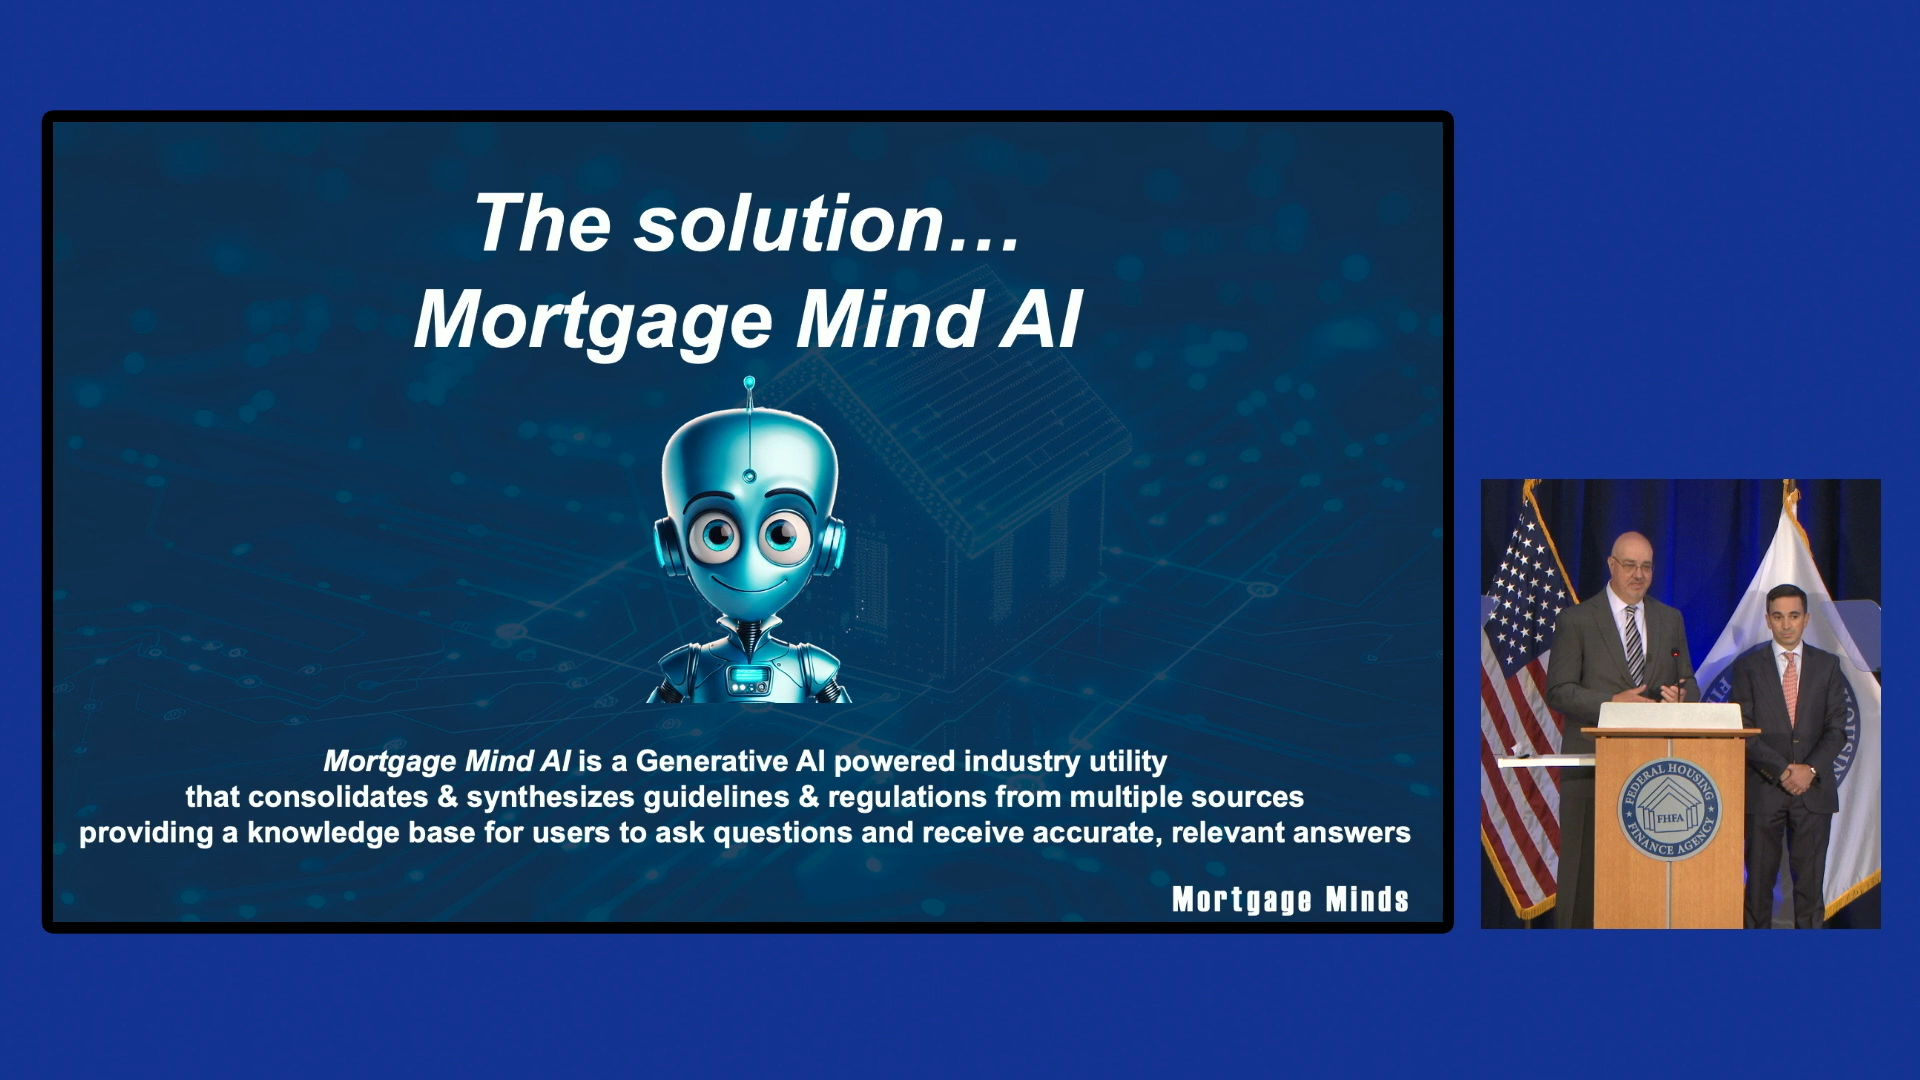 The solution…
Mortgage Mind AI
Mortgage Mind AI is a Generative AI powered industry utility
that consolidates & synthesizes guidelines & regulations from multiple sources
providing a knowledge base for users to ask questions and receive accurate, relevant answers
Mortgage Minds
FEDERAL HOUSING
FHFA
FINANCE AGENCY